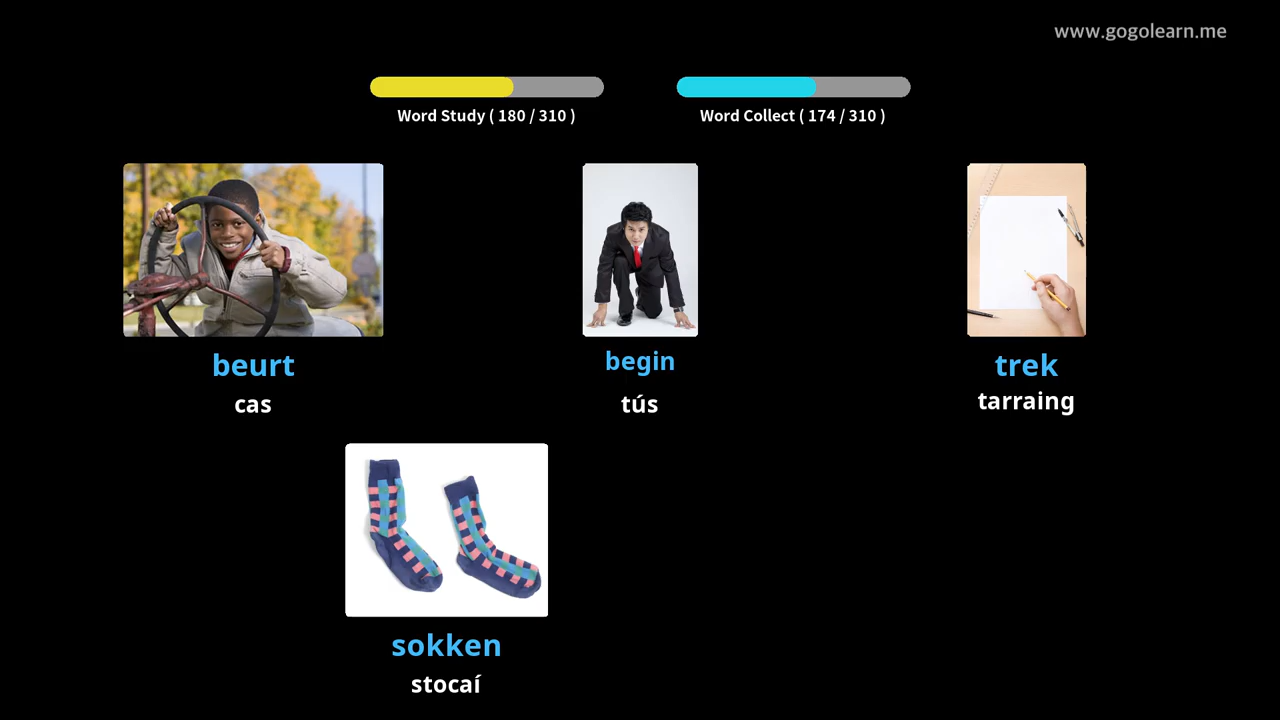 www.gogolearn.me
Word Study ( 180 / 310 )
Word Collect ( 174 / 310 )
beurt
cas
begin
tús
trek
tarraing
sokken
stocaí